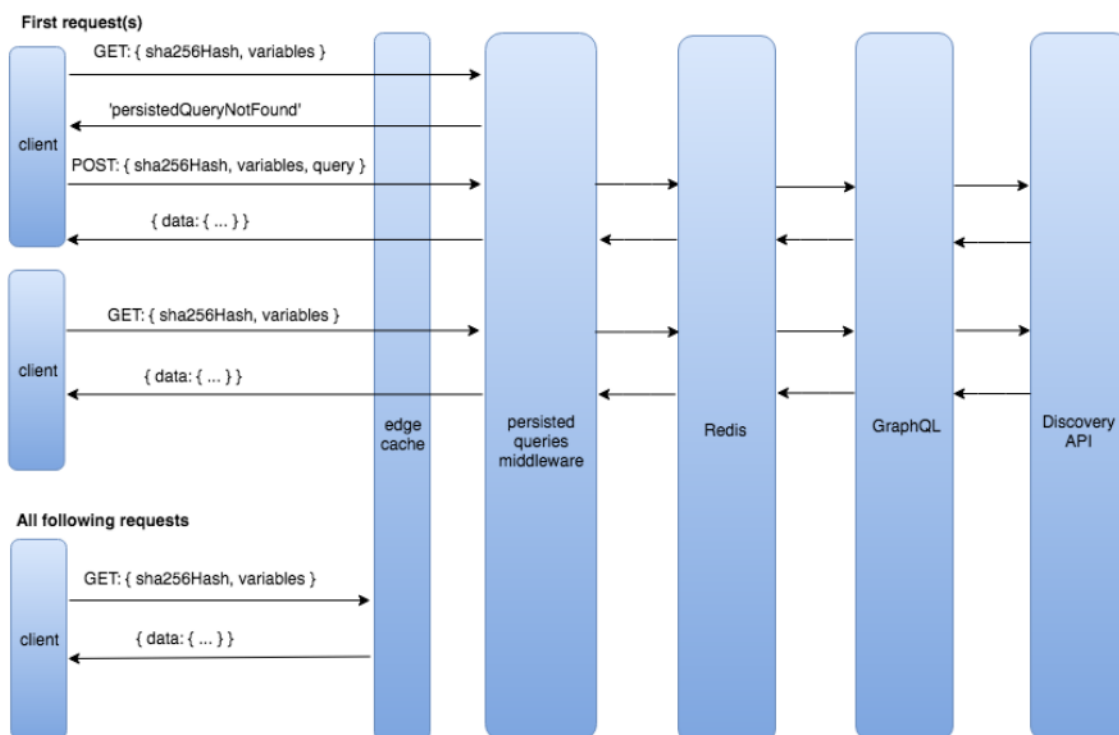 First request(s)
GET: { sha256Hash, variables }
'persistedQueryNotFound'
client
POST: { sha256Hash, variables, query }
{ data: { ... } }
GET: { sha256Hash, variables }
client
{ data: { ... } }
edge
cache
persisted
queries
middleware
Redis
GraphQL
Discovery
API
All following requests
GET: { sha256Hash, variables }
client
{ data: { ... } }